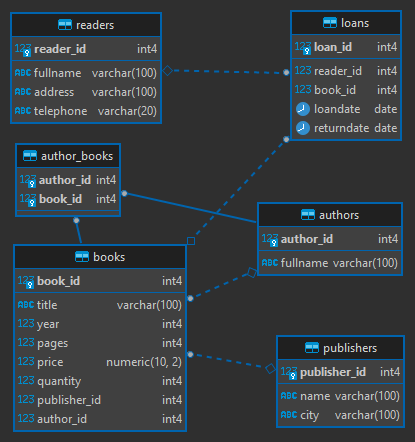 readers
123 reader_id int4
ABC fullname varchar(100)
ABC address varchar(100)
ABC telephone varchar(20)
loans
123 loan_id int4
123 reader_id int4
123 book_id int4
loandate date
returndate date
author_books
123 author_id int4
123 book_id int4
authors
123 author_id int4
ABC fullname varchar(100)
books
123 book_id int4
ABC title varchar(100)
123 year int4
123 pages int4
123 price numeric(10, 2)
123 quantity int4
123 publisher_id int4
123 author_id int4
publishers
123 publisher_id int4
ABC name varchar(100)
ABC city varchar(100)